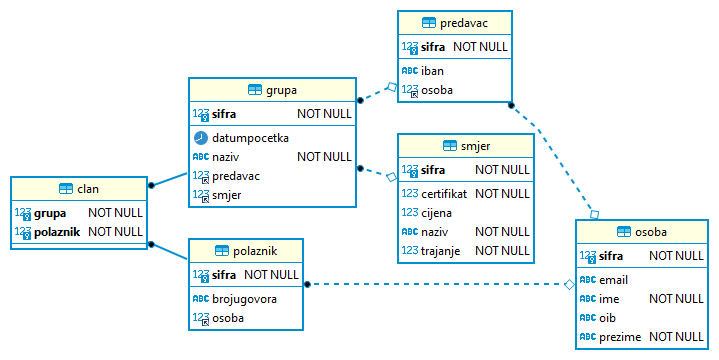 predavac
123 sifra NOT NULL
ABC iban
123 osoba
grupa
123 sifra NOT NULL
datumpocetka
ABC naziv NOT NULL
123 predavac
123 smjer
smjer
123 sifra NOT NULL
123 certifikat NOT NULL
123 cijena
ABC naziv NOT NULL
123 trajanje NOT NULL
clan
123 grupa NOT NULL
123 polaznik NOT NULL
polaznik
123 sifra NOT NULL
ABC brojugovora
123 osoba
osoba
123 sifra NOT NULL
ABC email
ABC ime NOT NULL
ABC oib
ABC prezime NOT NULL